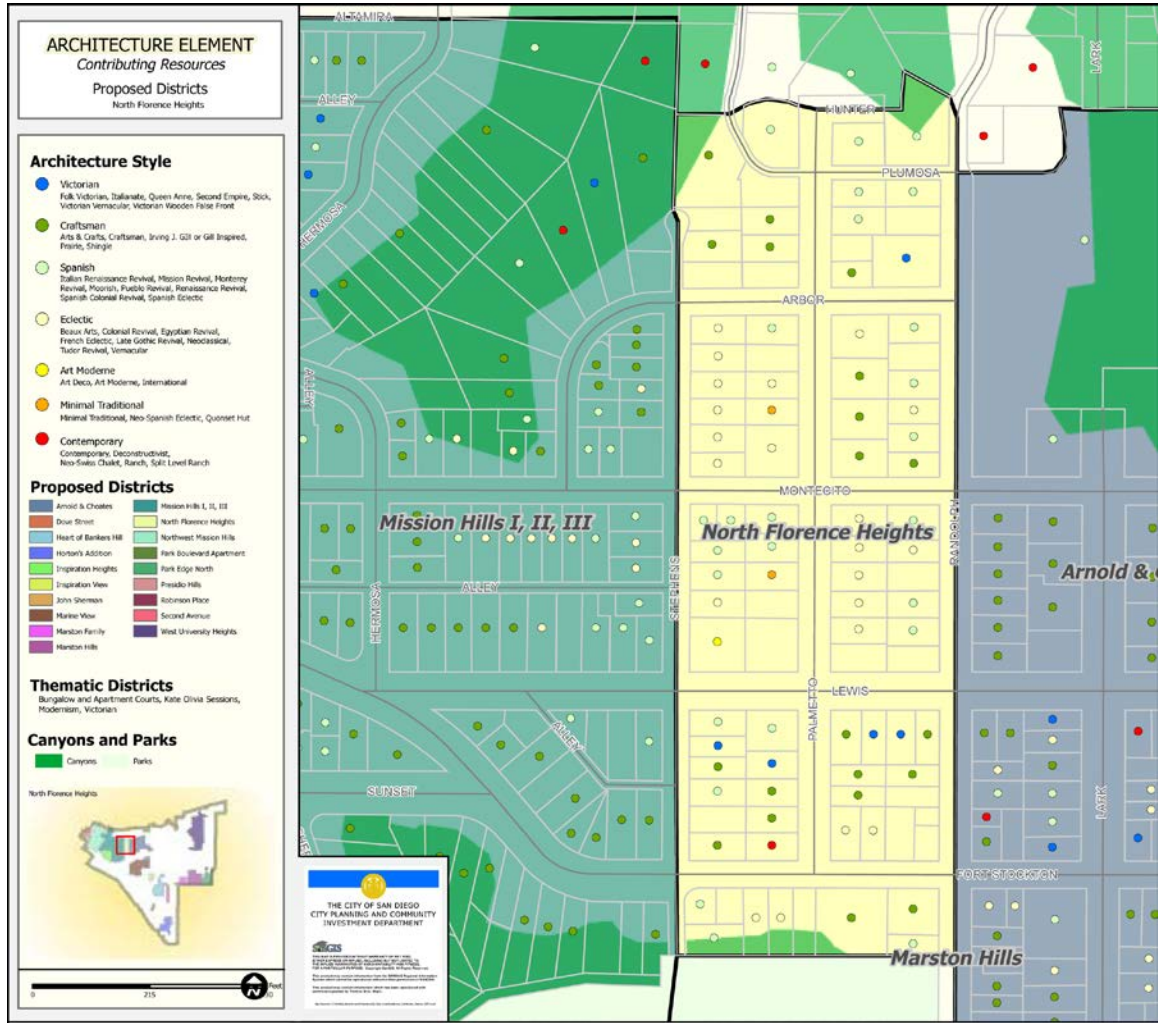 ARCHITECTURE ELEMENT
Contributing Resources
Proposed Districts
North Florence Heights
Architecture Style
Victorian
Folk Victorian, Italianate, Queen Anne, Second Empire, Stick,
Victorian Vernacular, Victorian Wooden False Front
Craftsman
Arts & Crafts, Craftsman, Irving J. Gill or Gill Inspired,
Prairie, Shingle
Spanish
Italian Renaissance Revival, Mission Revival, Monterey
Revival, Moorish, Pueblo Revival, Renaissance Revival,
Spanish Colonial Revival, Spanish Eclectic
Eclectic
Beaux Arts, Colonial Revival, Egyptian Revival,
French Eclectic, Late Gothic Revival, Neoclassical,
Tudor Revival, Vernacular
Art Moderne
Art Deco, Art Moderne, International
Minimal Traditional
Minimal Traditional, Neo-Spanish Eclectic, Quonset Hut
Contemporary
Contemporary, Deconstructivist,
Neo-Swiss Chalet, Ranch, Split Level Ranch
Proposed Districts
Arnold & Choates
Dove Street
Heart of Bankers Hill
Horton's Addition
Inspiration Heights
Inspiration View
John Sherman
Marine View
Marston Family
Marston Hills
Mission Hills I, II, III
North Florence Heights
Northwest Mission Hills
Park Boulevard Apartment
Park Edge North
Presidio Hills
Robinson Place
Second Avenue
West University Heights
Thematic Districts
Bungalow and Apartment Courts, Kate Olivia Sessions,
Modernism, Victorian
Canyons and Parks
Canyons
Parks
North Florence Heights
0
215
Feet
N
ALTAMIRA
LARK
ALLEY
HUNTER
PLUMOSA
HERMOSA
ARBOR
ALLEY
MONTECITO
Mission Hills I, II, III
North Florence Heights
RANDOLPH
Arnold &
ALLEY
STEPHENS
HERMOSA
LEWIS
PALMETTO
ALLEY
SUNSET
LARK
FORT STOCKTON
Marston Hills
THE CITY OF SAN DIEGO
CITY PLANNING AND COMMUNITY
INVESTMENT DEPARTMENT
SanGIS